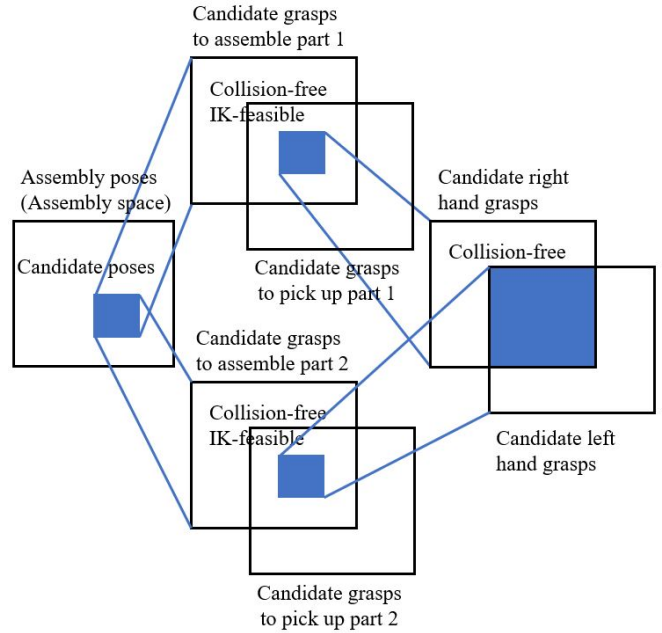 Candidate grasps
to assemble part 1
Collision-free
IK-feasible
Assembly poses
(Assembly space)
Candidate poses
Candidate grasps
to pick up part 1
Candidate right
hand grasps
Collision-free
Candidate grasps
to assemble part 2
Collision-free
IK-feasible
Candidate left
hand grasps
Candidate grasps
to pick up part 2